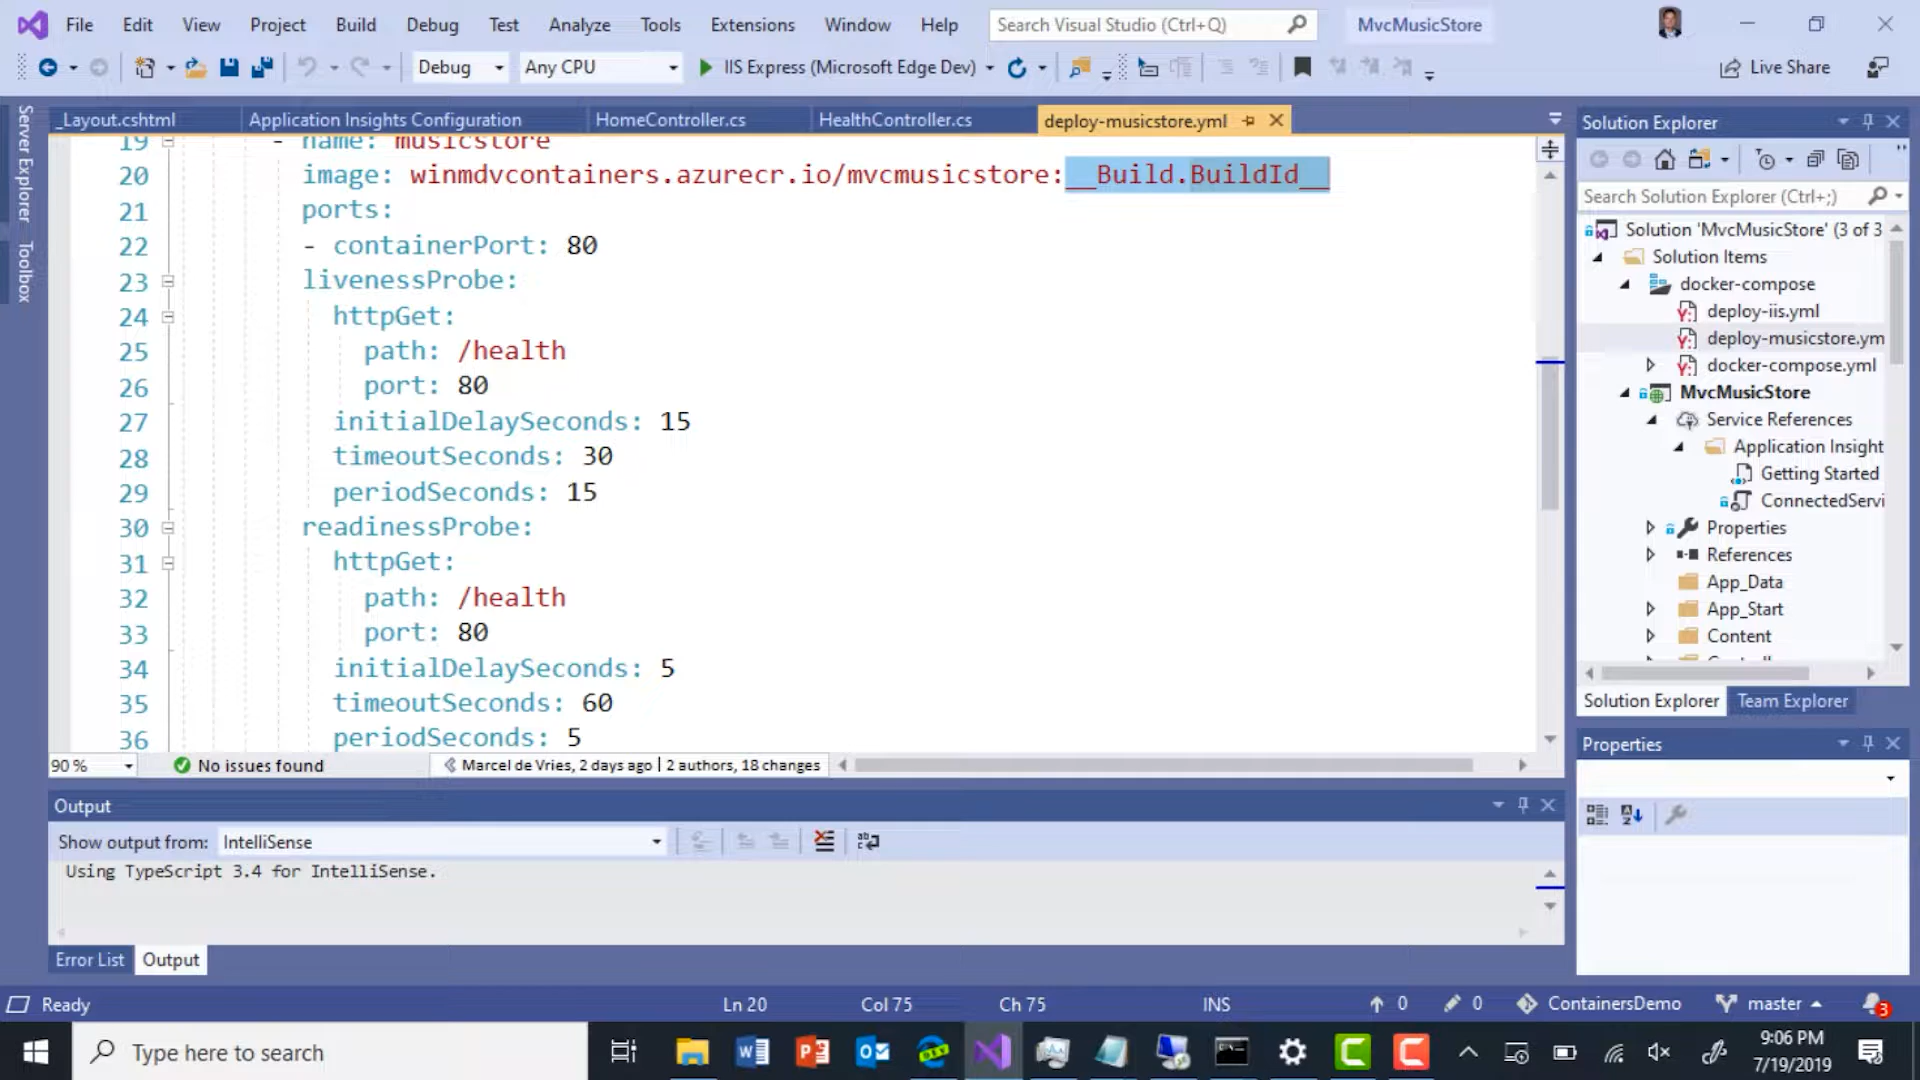 File Edit View Project Build Debug Test Analyze Tools Extensions Window Help Search Visual Studio (Ctrl+Q) MvcMusicStore
Debug Any CPU IIS Express (Microsoft Edge Dev) Live Share
Server Explorer
Toolbox
_Layout.cshtml Application Insights Configuration HomeController.cs HealthController.cs deploy-musicstore.yml
19 - name: musicstore
20 image: winmdvcontainers.azurecr.io/mvcmusicstore:__Build.BuildId__
21 ports:
22 - containerPort: 80
23 livenessProbe:
24 httpGet:
25 path: /health
26 port: 80
27 initialDelaySeconds: 15
28 timeoutSeconds: 30
29 periodSeconds: 15
30 readinessProbe:
31 httpGet:
32 path: /health
33 port: 80
34 initialDelaySeconds: 5
35 timeoutSeconds: 60
36 periodSeconds: 5
90 % No issues found Marcel de Vries, 2 days ago | 2 authors, 18 changes
Output
Show output from: IntelliSense
Using TypeScript 3.4 for IntelliSense.
Error List Output
Solution Explorer
Search Solution Explorer (Ctrl+;)
Solution 'MvcMusicStore' (3 of 3
Solution Items
docker-compose
deploy-iis.yml
deploy-musicstore.ym
docker-compose.yml
MvcMusicStore
Service References
Application Insight
Getting Started
ConnectedServi
Properties
References
App_Data
App_Start
Content
Solution Explorer Team Explorer
Properties
Ready Ln 20 Col 75 Ch 75 INS 0 0 ContainersDemo master 3
Type here to search
9:06 PM
7/19/2019